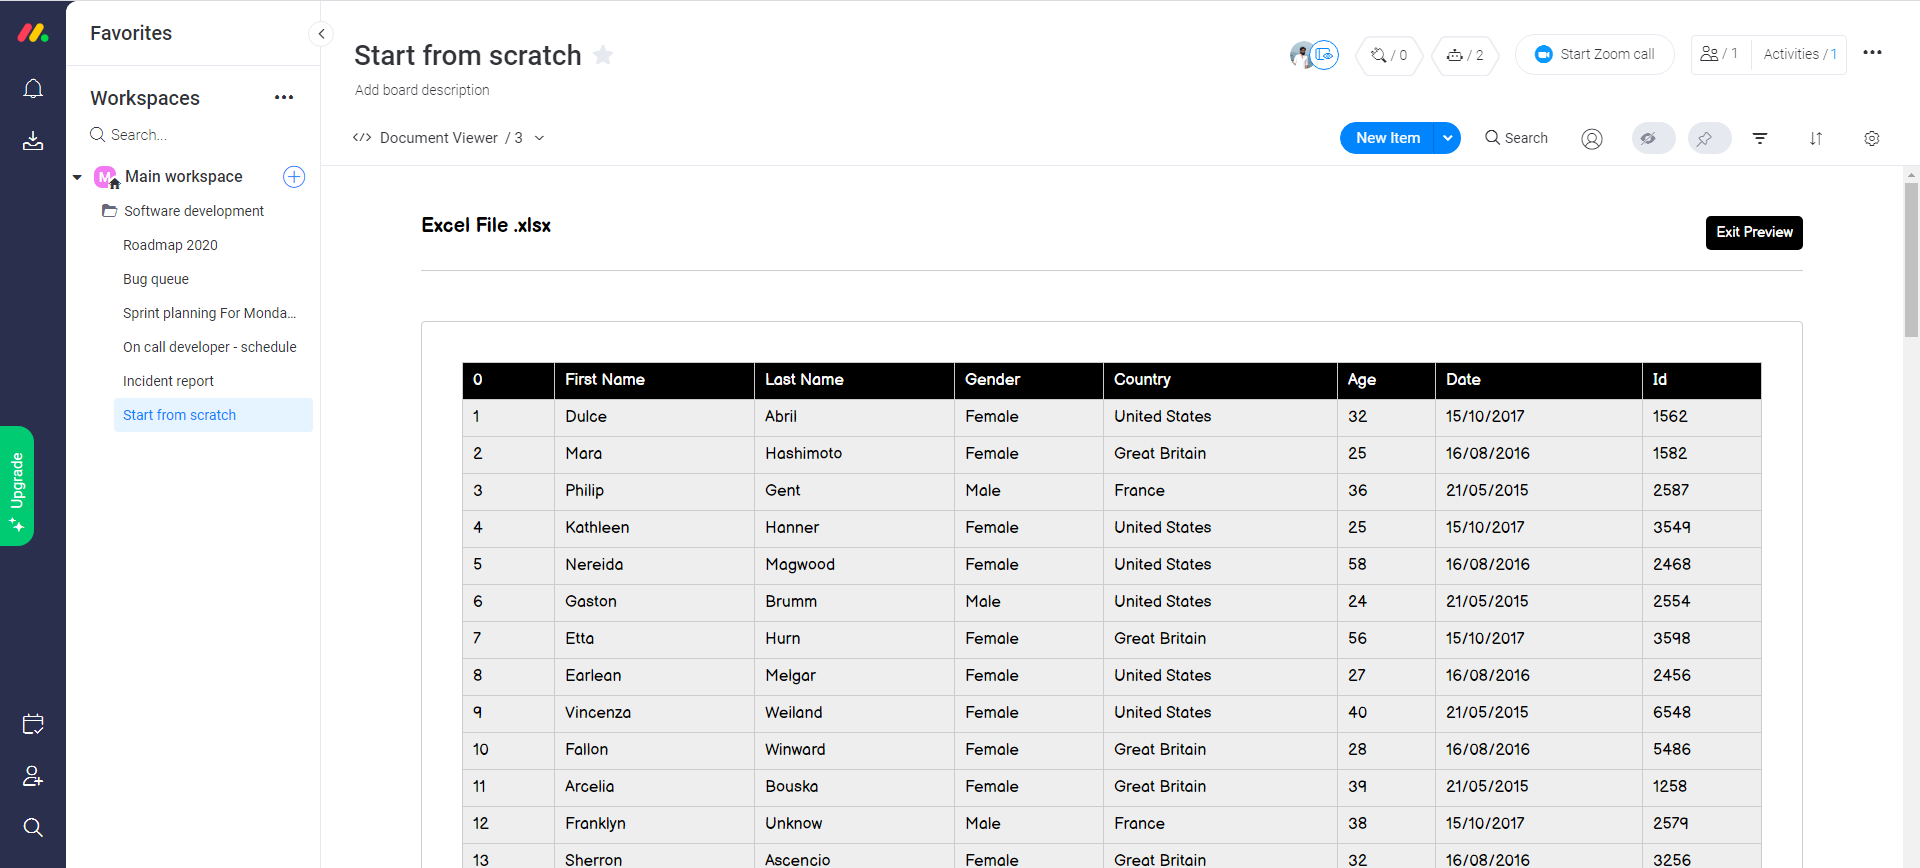 Favorites
Workspaces
Search...
M Main workspace
Software development
Roadmap 2020
Bug queue
Sprint planning For Monda...
On call developer - schedule
Incident report
Start from scratch
Upgrade
Start from scratch
Add board description
/ 0
/ 2
Start Zoom call
/ 1
Activities / 1
Document Viewer / 3
New Item
Search
Excel File .xlsx
Exit Preview
0 First Name Last Name Gender Country Age Date Id
1 Dulce Abril Female United States 32 15/10/2017 1562
2 Mara Hashimoto Female Great Britain 25 16/08/2016 1582
3 Philip Gent Male France 36 21/05/2015 2587
4 Kathleen Hanner Female United States 25 15/10/2017 3549
5 Nereida Magwood Female United States 58 16/08/2016 2468
6 Gaston Brumm Male United States 24 21/05/2015 2554
7 Etta Hurn Female Great Britain 56 15/10/2017 3598
8 Earlean Melgar Female United States 27 16/08/2016 2456
9 Vincenza Weiland Female United States 40 21/05/2015 6548
10 Fallon Winward Female Great Britain 28 16/08/2016 5486
11 Arcelia Bouska Female Great Britain 39 21/05/2015 1258
12 Franklyn Unknow Male France 38 15/10/2017 2579
13 Sherron Ascencio Female Great Britain 32 16/08/2016 3256